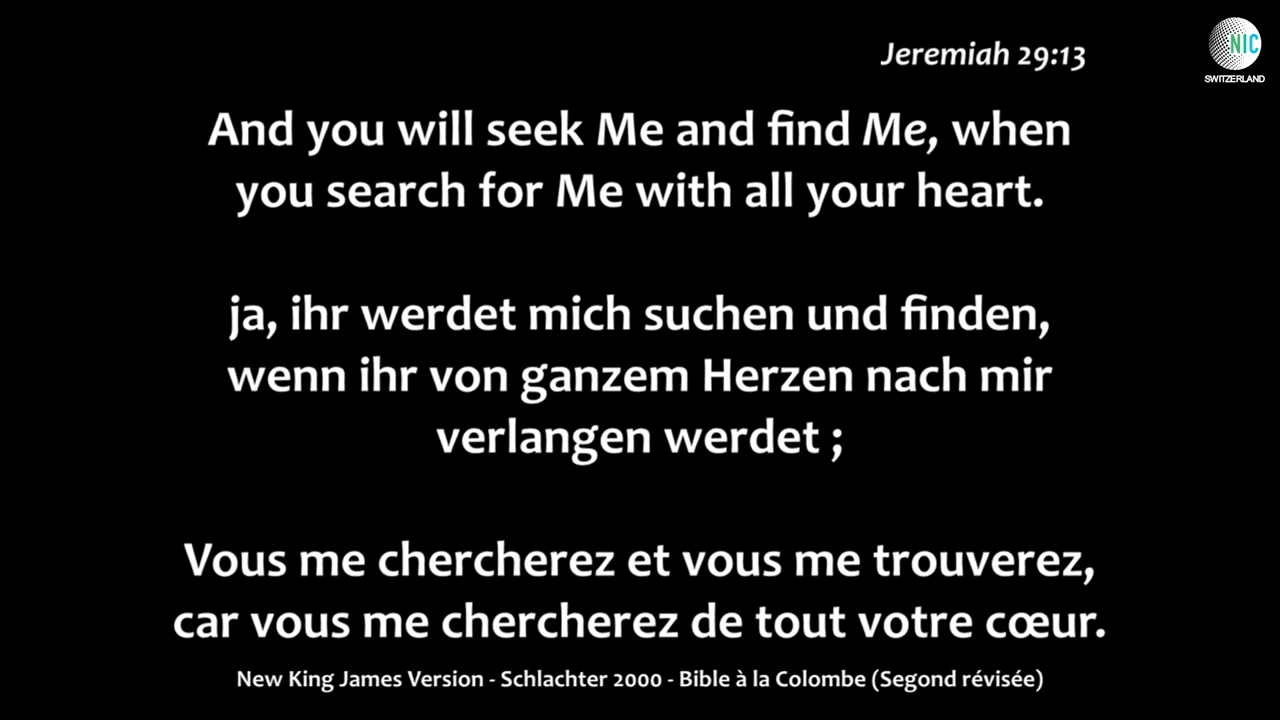 Jeremiah 29:13
NIC
SWITZERLAND
And you will seek Me and find Me, when
you search for Me with all your heart.
ja, ihr werdet mich suchen und finden,
wenn ihr von ganzem Herzen nach mir
verlangen werdet ;
Vous me chercherez et vous me trouverez,
car vous me chercherez de tout votre cœur.
New King James Version - Schlachter 2000 - Bible à la Colombe (Segond révisée)